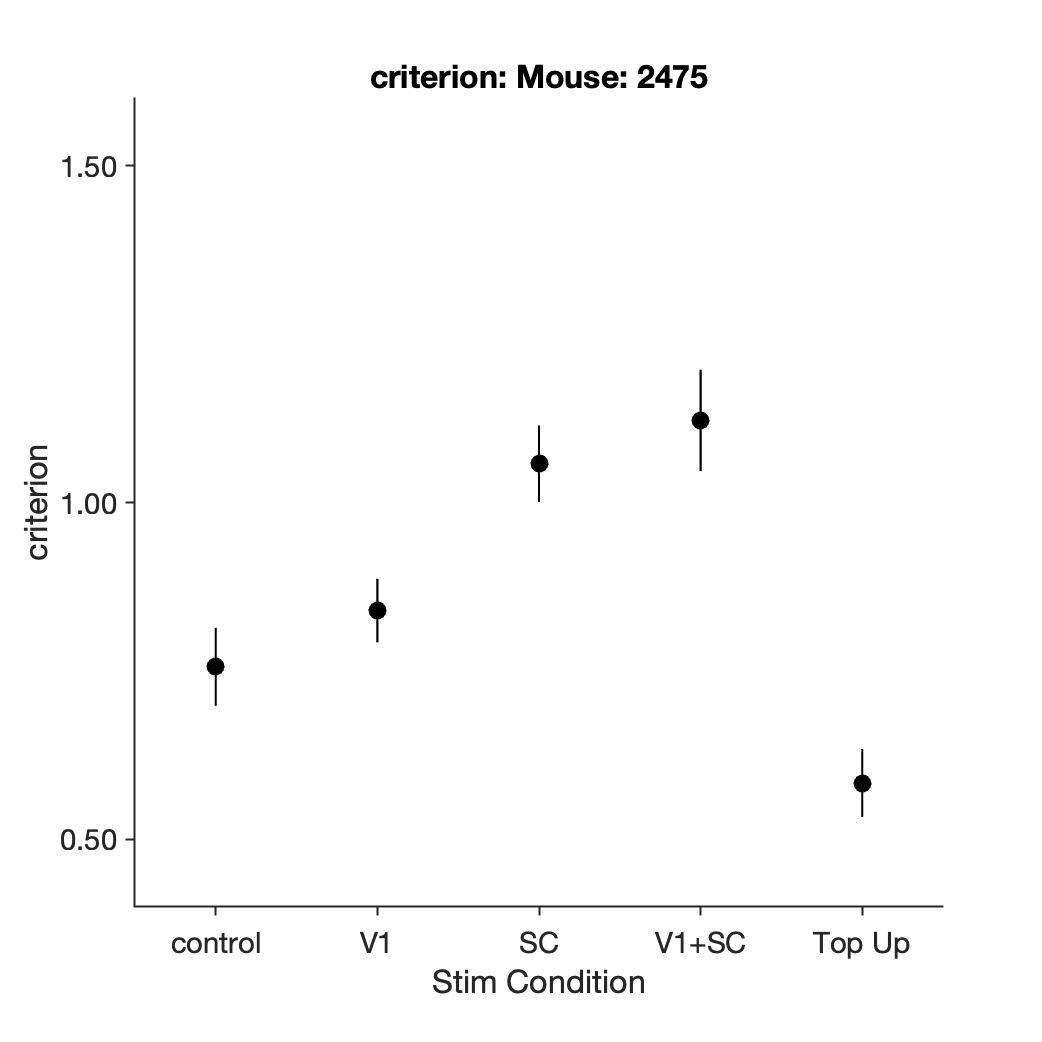 criterion: Mouse: 2475
1.50
1.00
0.50
criterion
control V1 SC V1+SC Top Up
Stim Condition